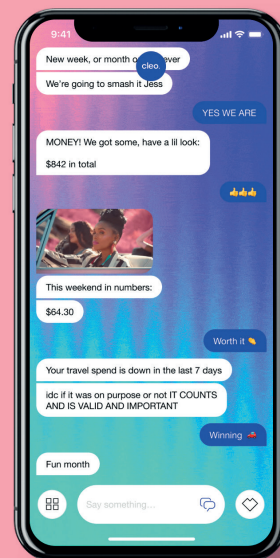 9:41
New week, or month o ever
cleo.
We're going to smash it Jess
YES WE ARE
MONEY! We got some, have a lil look:
$842 in total
👍👍👍
This weekend in numbers:
$64.30
Worth it 👏
Your travel spend is down in the last 7 days
idc if it was on purpose or not IT COUNTS
AND IS VALID AND IMPORTANT
Winning 🚗
Fun month
Say something...